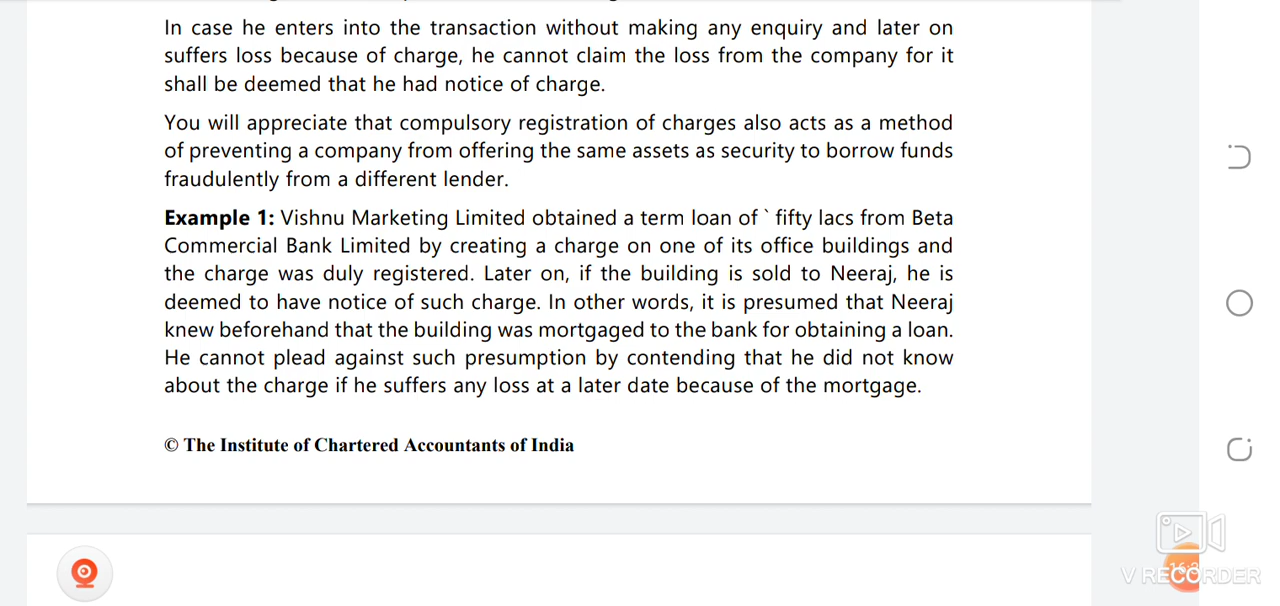 In case he enters into the transaction without making any enquiry and later on
suffers loss because of charge, he cannot claim the loss from the company for it
shall be deemed that he had notice of charge.
You will appreciate that compulsory registration of charges also acts as a method
of preventing a company from offering the same assets as security to borrow funds
fraudulently from a different lender.
Example 1: Vishnu Marketing Limited obtained a term loan of ` fifty lacs from Beta
Commercial Bank Limited by creating a charge on one of its office buildings and
the charge was duly registered. Later on, if the building is sold to Neeraj, he is
deemed to have notice of such charge. In other words, it is presumed that Neeraj
knew beforehand that the building was mortgaged to the bank for obtaining a loan.
He cannot plead against such presumption by contending that he did not know
about the charge if he suffers any loss at a later date because of the mortgage.
© The Institute of Chartered Accountants of India
V RECORDER